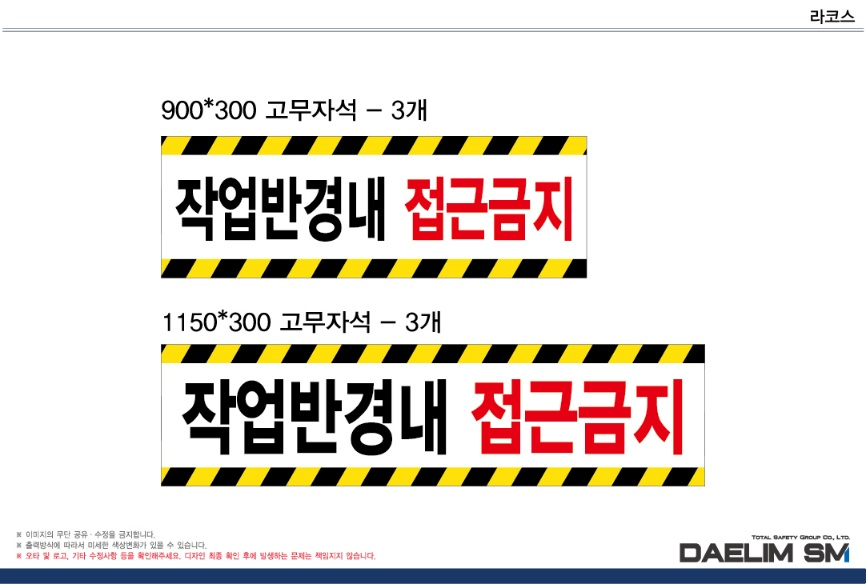 라코스
900*300 고무자석 - 3개
작업반경내 접근금지
1150*300 고무자석 - 3개
작업반경내 접근금지
※ 이미지의 무단 공유 · 수정을 금지합니다.
※ 출력방식에 따라서 미세한 색상변화가 있을 수 있습니다.
※ 오타 및 로고, 기타 수정사항 등을 확인해주세요. 디자인 최종 확인 후에 발생하는 문제는 책임지지 않습니다.
TOTAL SAFETY GROUP CO., LTD.
DAELIM SM